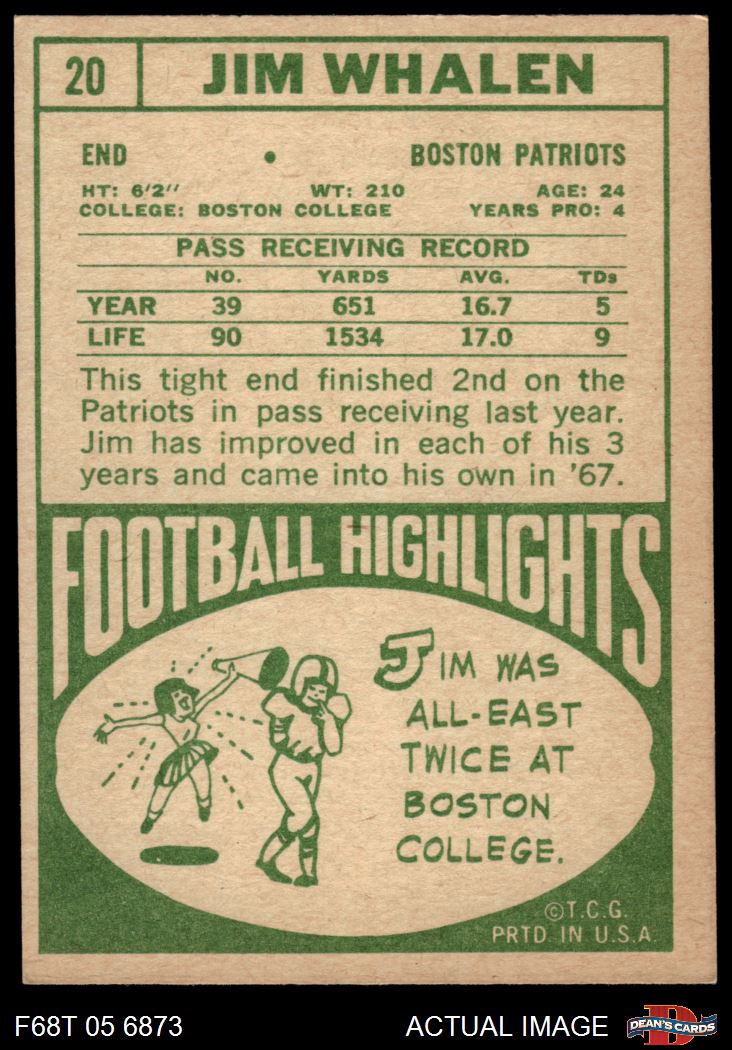 20 JIM WHALEN
END • BOSTON PATRIOTS
HT: 6'2" WT: 210 AGE: 24
COLLEGE: BOSTON COLLEGE YEARS PRO: 4
PASS RECEIVING RECORD
NO. YARDS AVG. TDs
YEAR 39 651 16.7 5
LIFE 90 1534 17.0 9
This tight end finished 2nd on the
Patriots in pass receiving last year.
Jim has improved in each of his 3
years and came into his own in '67.
FOOTBALL HIGHLIGHTS
JIM WAS
ALL-EAST
TWICE AT
BOSTON
COLLEGE.
©T.C.G.
PRTD. IN U.S.A.
F68T 05 6873 ACTUAL IMAGE D DEAN'S CARDS